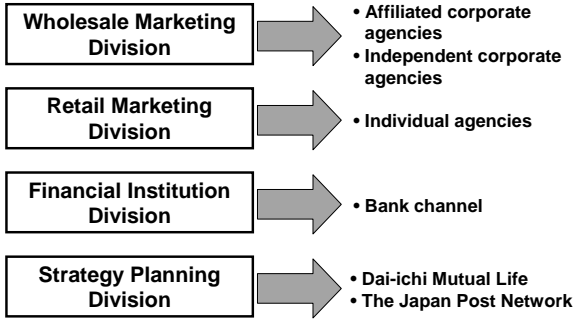 Wholesale Marketing
Division
• Affiliated corporate
agencies
• Independent corporate
agencies
Retail Marketing
Division
• Individual agencies
Financial Institution
Division
• Bank channel
Strategy Planning
Division
• Dai-ichi Mutual Life
• The Japan Post Network